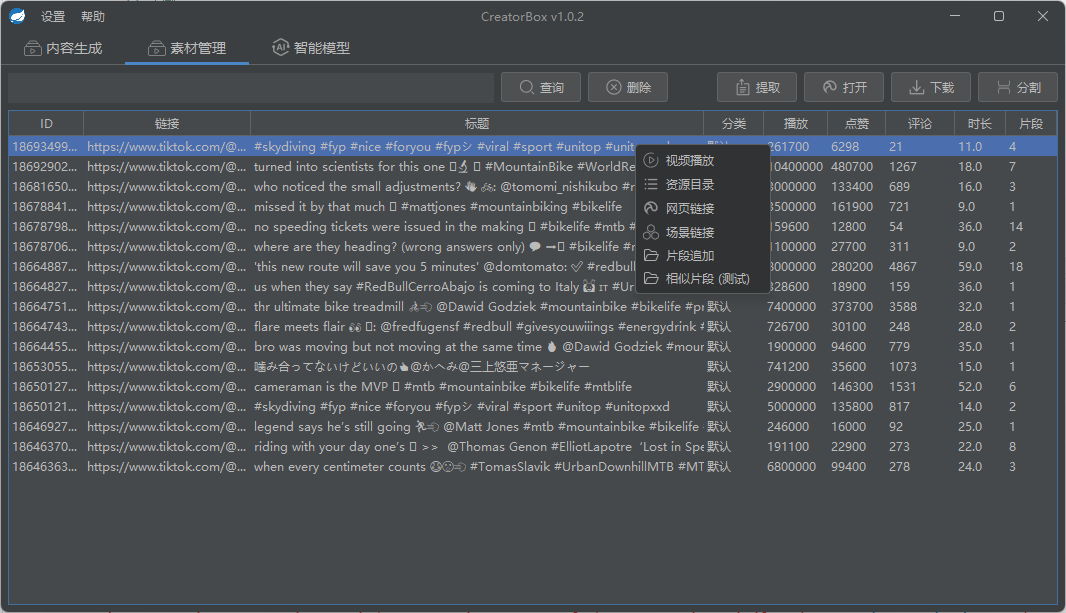 设置 帮助 CreatorBox v1.0.2
内容生成 素材管理 AI 智能模型
查询 删除 提取 打开 下载 分割
ID 链接 标题 分类 播放 点赞 评论 时长 片段
18693499... https://www.tiktok.com/@... #skydiving #fyp #nice #foryou #fypシ #viral #sport #unitop #unit 261700 6298 21 11.0 4
18692902... https://www.tiktok.com/@... turned into scientists for this one #MountainBike #WorldRe 10400000 480700 1267 18.0 7
18681650... https://www.tiktok.com/@... who noticed the small adjustments? 👋 🚲: @tomomi_nishikubo 3000000 133400 689 16.0 3
18678841... https://www.tiktok.com/@... missed it by that much #mattjones #mountainbiking #bikelife 3500000 161900 721 9.0 1
18678798... https://www.tiktok.com/@... no speeding tickets were issued in the making #bikelife #mtb 159600 12800 54 36.0 14
18678706... https://www.tiktok.com/@... where are they heading? (wrong answers only) 💬 → #bikelife 1100000 27700 311 9.0 2
18664887... https://www.tiktok.com/@... 'this new route will save you 5 minutes' @domtomato: ✅ #redbull 3000000 280200 4867 59.0 18
18664827... https://www.tiktok.com/@... us when they say #RedBullCerroAbajo is coming to Italy 328600 18900 159 36.0 1
18664751... https://www.tiktok.com/@... thr ultimate bike treadmill 🚴💨 @Dawid Godziek #mountainbike #bikelife 默认 7400000 373700 3588 32.0 1
18664743... https://www.tiktok.com/@... flare meets flair 👀 : @fredfugensf #redbull #givesyouwiiings #energydrink 默认 726700 30100 248 28.0 2
18664455... https://www.tiktok.com/@... bro was moving but not moving at the same time @Dawid Godziek #mour 默认 1900000 94600 779 35.0 1
18653055... https://www.tiktok.com/@... 噛み合ってないけどいいの👍@かへみ@三上悠亜マネージャー 默认 741200 35600 1073 15.0 1
18650127... https://www.tiktok.com/@... cameraman is the MVP #mtb #mountainbike #bikelife #mtblife 默认 2900000 146300 1531 52.0 6
18650121... https://www.tiktok.com/@... #skydiving #fyp #nice #foryou #fypシ #viral #sport #unitop #unitopxxd 默认 5000000 135800 817 14.0 2
18646927... https://www.tiktok.com/@... legend says he's still going @Matt Jones #mtb #mountainbike #bikelife 默认 246000 16000 92 25.0 1
18646370... https://www.tiktok.com/@... riding with your day one's >> @Thomas Genon #ElliotLapotre 'Lost in Spe 默认 191100 22900 273 22.0 8
18646363... https://www.tiktok.com/@... when every centimeter counts #TomasSlavik #UrbanDownhillMTB #MT 默认 6800000 99400 278 24.0 3
视频播放
资源目录
网页链接
场景链接
片段追加
相似片段 (测试)